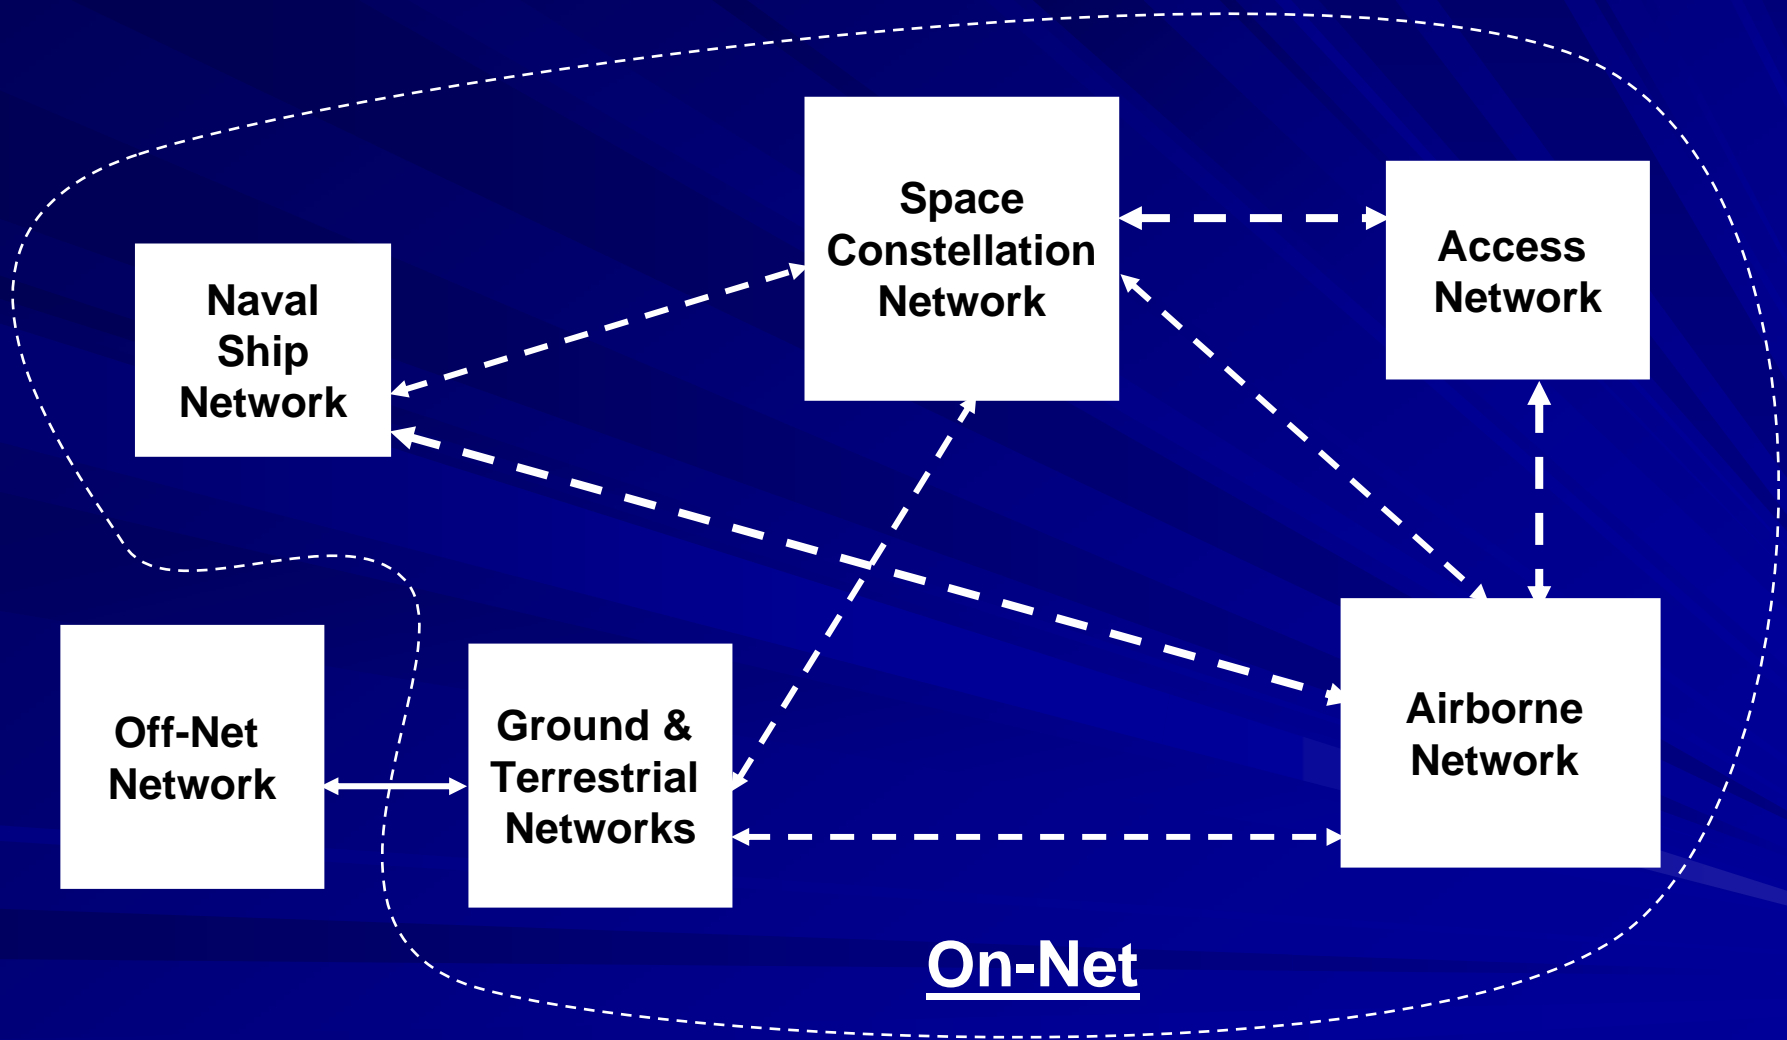 Space
Constellation
Network
Access
Network
Naval
Ship
Network
Off-Net
Network
Ground &
Terrestrial
Networks
Airborne
Network
On-Net